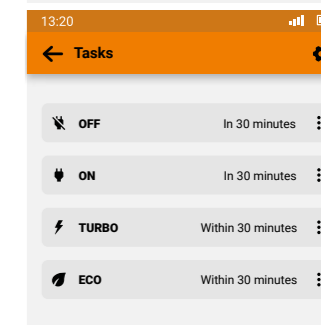 13:20
Tasks
OFF In 30 minutes
ON In 30 minutes
TURBO Within 30 minutes
ECO Within 30 minutes